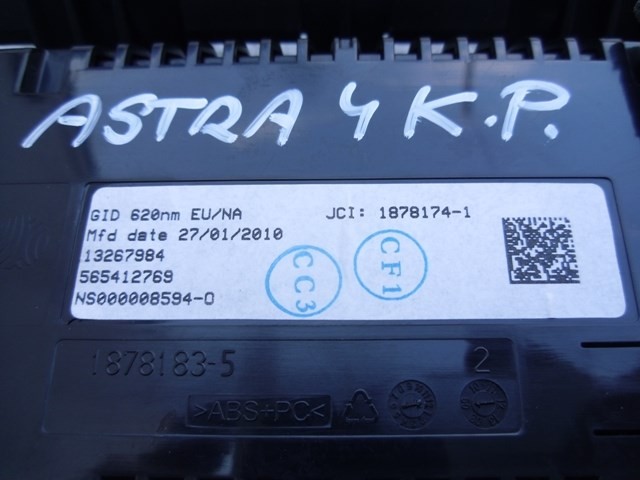 ASTRA 4 K.P.
GID 620nm EU/NA JCI: 1878174-1
Mfd date 27/01/2010
13267984
565412769
NS000008594-0
CC3
CF1
1878183-5 2
>ABS+PC<